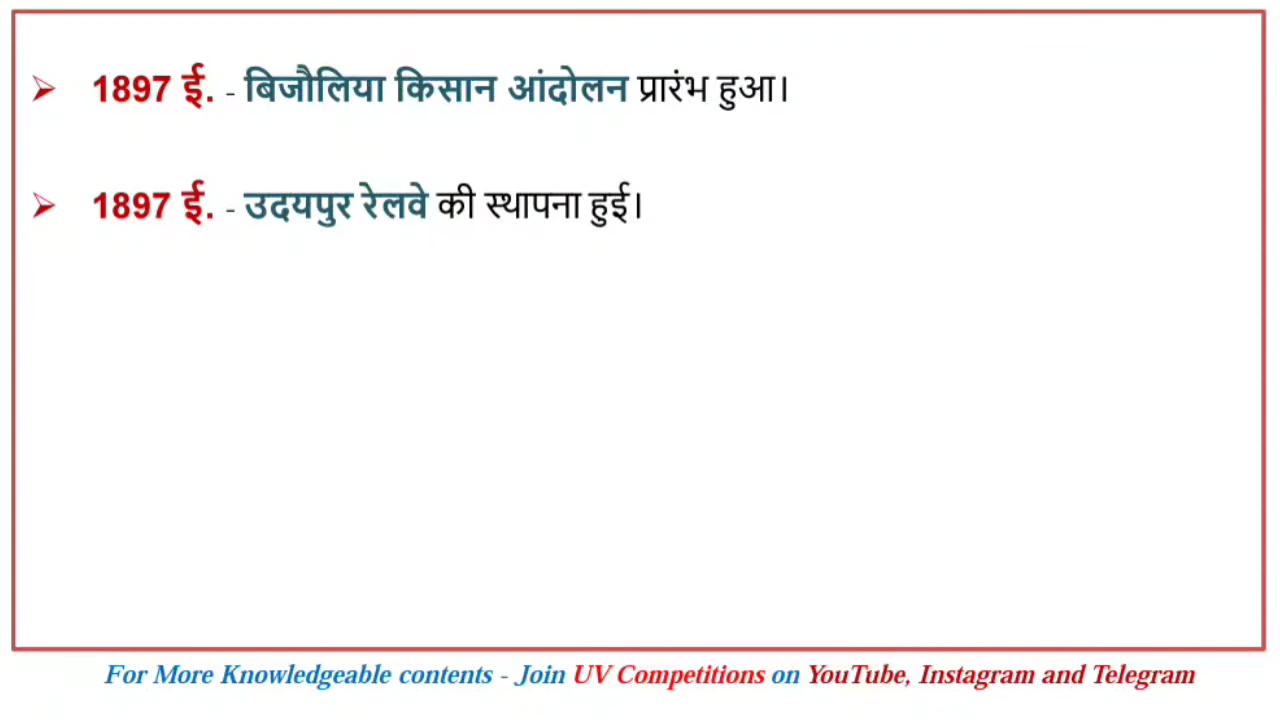 ➢ 1897 ई. - बिजौलिया किसान आंदोलन प्रारंभ हुआ।
➢ 1897 ई. - उदयपुर रेलवे की स्थापना हुई।
For More Knowledgeable contents - Join UV Competitions on YouTube, Instagram and Telegram